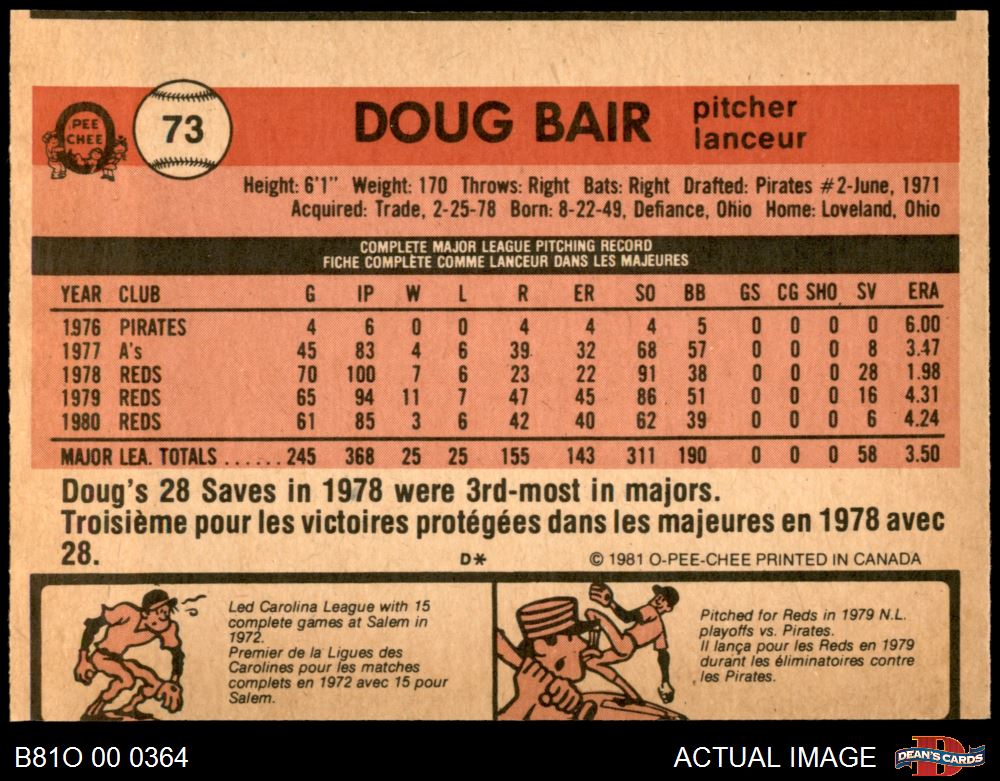 PEE
CHEE
73
DOUG BAIR
pitcher
lanceur
Height: 6'1" Weight: 170 Throws: Right Bats: Right Drafted: Pirates #2-June, 1971
Acquired: Trade, 2-25-78 Born: 8-22-49, Defiance, Ohio Home: Loveland, Ohio
COMPLETE MAJOR LEAGUE PITCHING RECORD
FICHE COMPLÈTE COMME LANCEUR DANS LES MAJEURES
YEAR CLUB G IP W L R ER SO BB GS CG SHO SV ERA
1976 PIRATES 4 6 0 0 4 4 4 5 0 0 0 0 6.00
1977 A's 45 83 4 6 39 32 68 57 0 0 0 8 3.47
1978 REDS 70 100 7 6 23 22 91 38 0 0 0 28 1.98
1979 REDS 65 94 11 7 47 45 86 51 0 0 0 16 4.31
1980 REDS 61 85 3 6 42 40 62 39 0 0 0 6 4.24
MAJOR LEA. TOTALS ......245 368 25 25 155 143 311 190 0 0 0 58 3.50
Doug's 28 Saves in 1978 were 3rd-most in majors.
Troisième pour les victoires protégées dans les majeures en 1978 avec
28.
D* © 1981 O-PEE-CHEE PRINTED IN CANADA
Led Carolina League with 15
complete games at Salem in
1972.
Premier de la Ligues des
Carolines pour les matches
complets en 1972 avec 15 pour
Salem.
Pitched for Reds in 1979 N.L.
playoffs vs. Pirates.
Il lança pour les Reds en 1979
durant les éliminatoires contre
les Pirates.
B81O 00 0364
ACTUAL IMAGE
DEAN'S CARDS